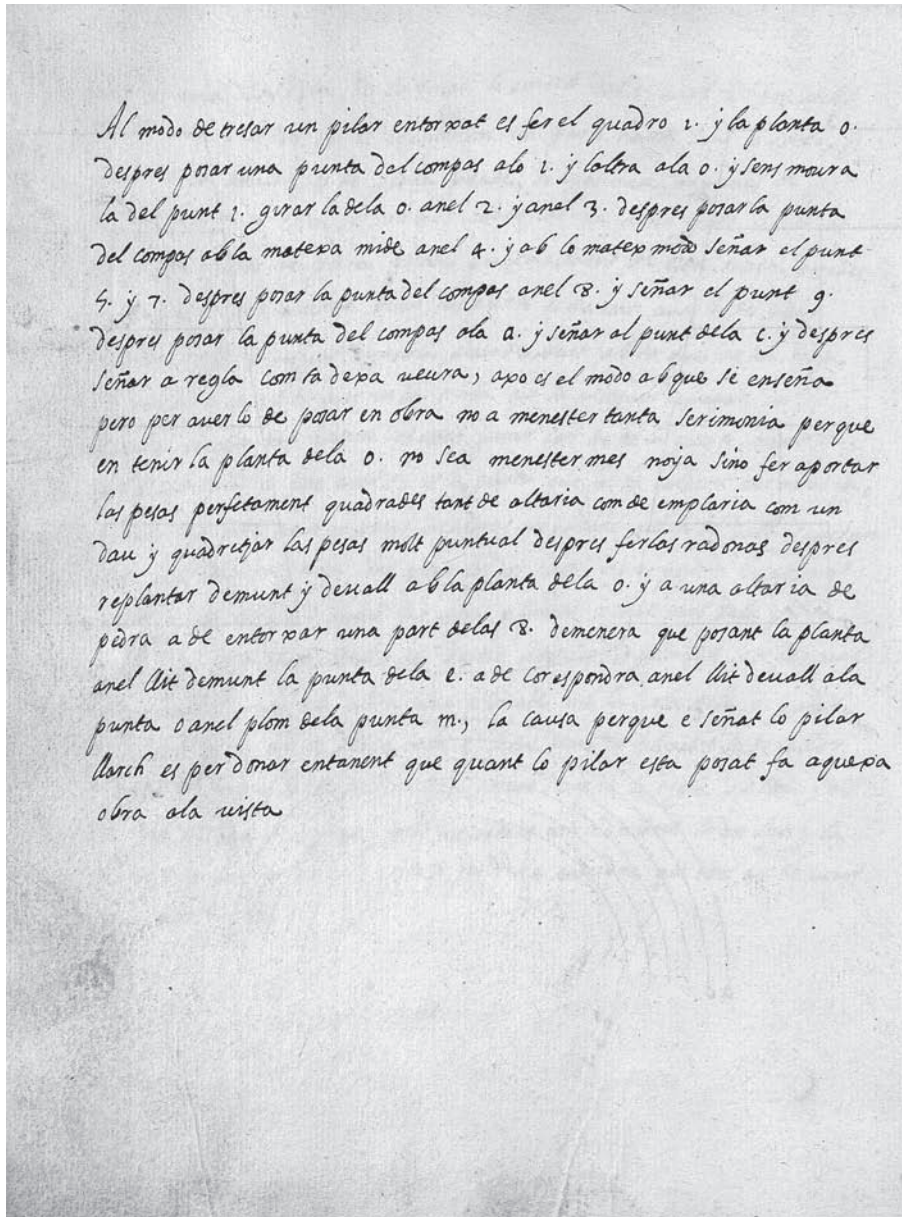 Al modo de tresar un pilar entorxat es fer el quadro 1. y la planta o.
despres posar una punta del compas alo 1. y laltra ala o. y sens moura
la del punt 1. girar la dela o. anel 2. y anel 3. despres posar la punta
del compas ab la matexa mide anel 4. y ab lo matex modo señar el punt
5. y 7. despres posar la punta del compas anel 8. y señar el punt 9.
despres posar la punta del compas ala a. y señar al punt dela c. y despres
señar a regla com sa dexa veura, axo es el modo ab que se enseña
pero per averlo de posar en obra no a menester tanta serimonia perque
en tenir la planta dela o. no sea menester mes noya sino fer aportar
las pesas perfetament quadrades tant de altaria com de emplaria com un
dau y quadretjar las pesas molt puntual despres ferlas radonas despres
replantar demunt y devall ab la planta dela o. y a una altaria de
pedra a de entorxar una part delas 8. demenera que posant la planta
anel llit demunt la punta dela e. a de corespondra anel llit devall ala
punta o anel plom dela punta m., la causa perque e señat lo pilar
llarch es per donar entanent que quant lo pilar esta posat fa aquexa
obra ala vista